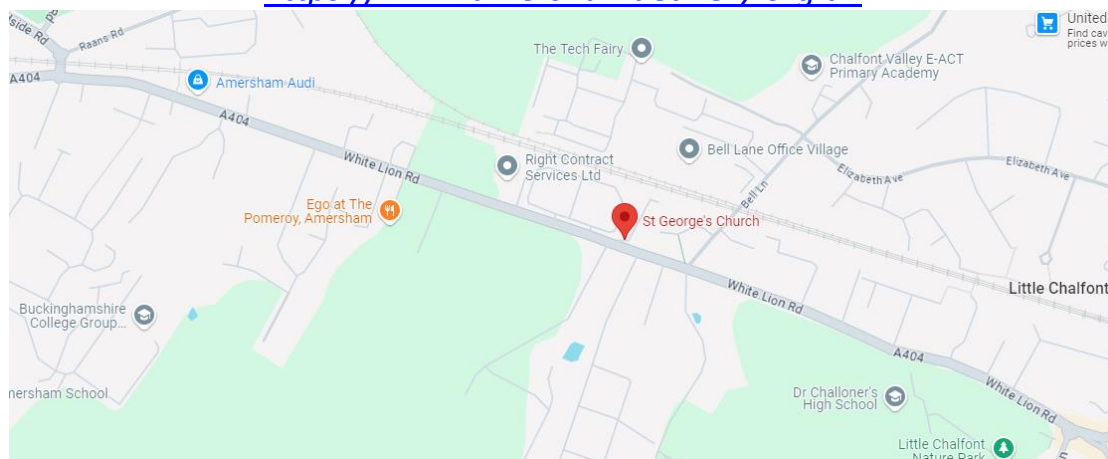 United
Find cav
prices w
The Tech Fairy
Chalfont Valley E-ACT
Primary Academy
Raans Rd
A404
Amersham Audi
A404
White Lion Rd
Right Contract
Services Ltd
Bell Lane Office Village
Elizabeth Ave
Elizabeth Ave
Bell Ln
Ego at The
Pomeroy, Amersham
St George's Church
White Lion Rd
Little Chalfont
Buckinghamshire
College Group...
A404
mersham School
Dr Challoner's
High School
White Lion Rd
Little Chalfont
Nature Park